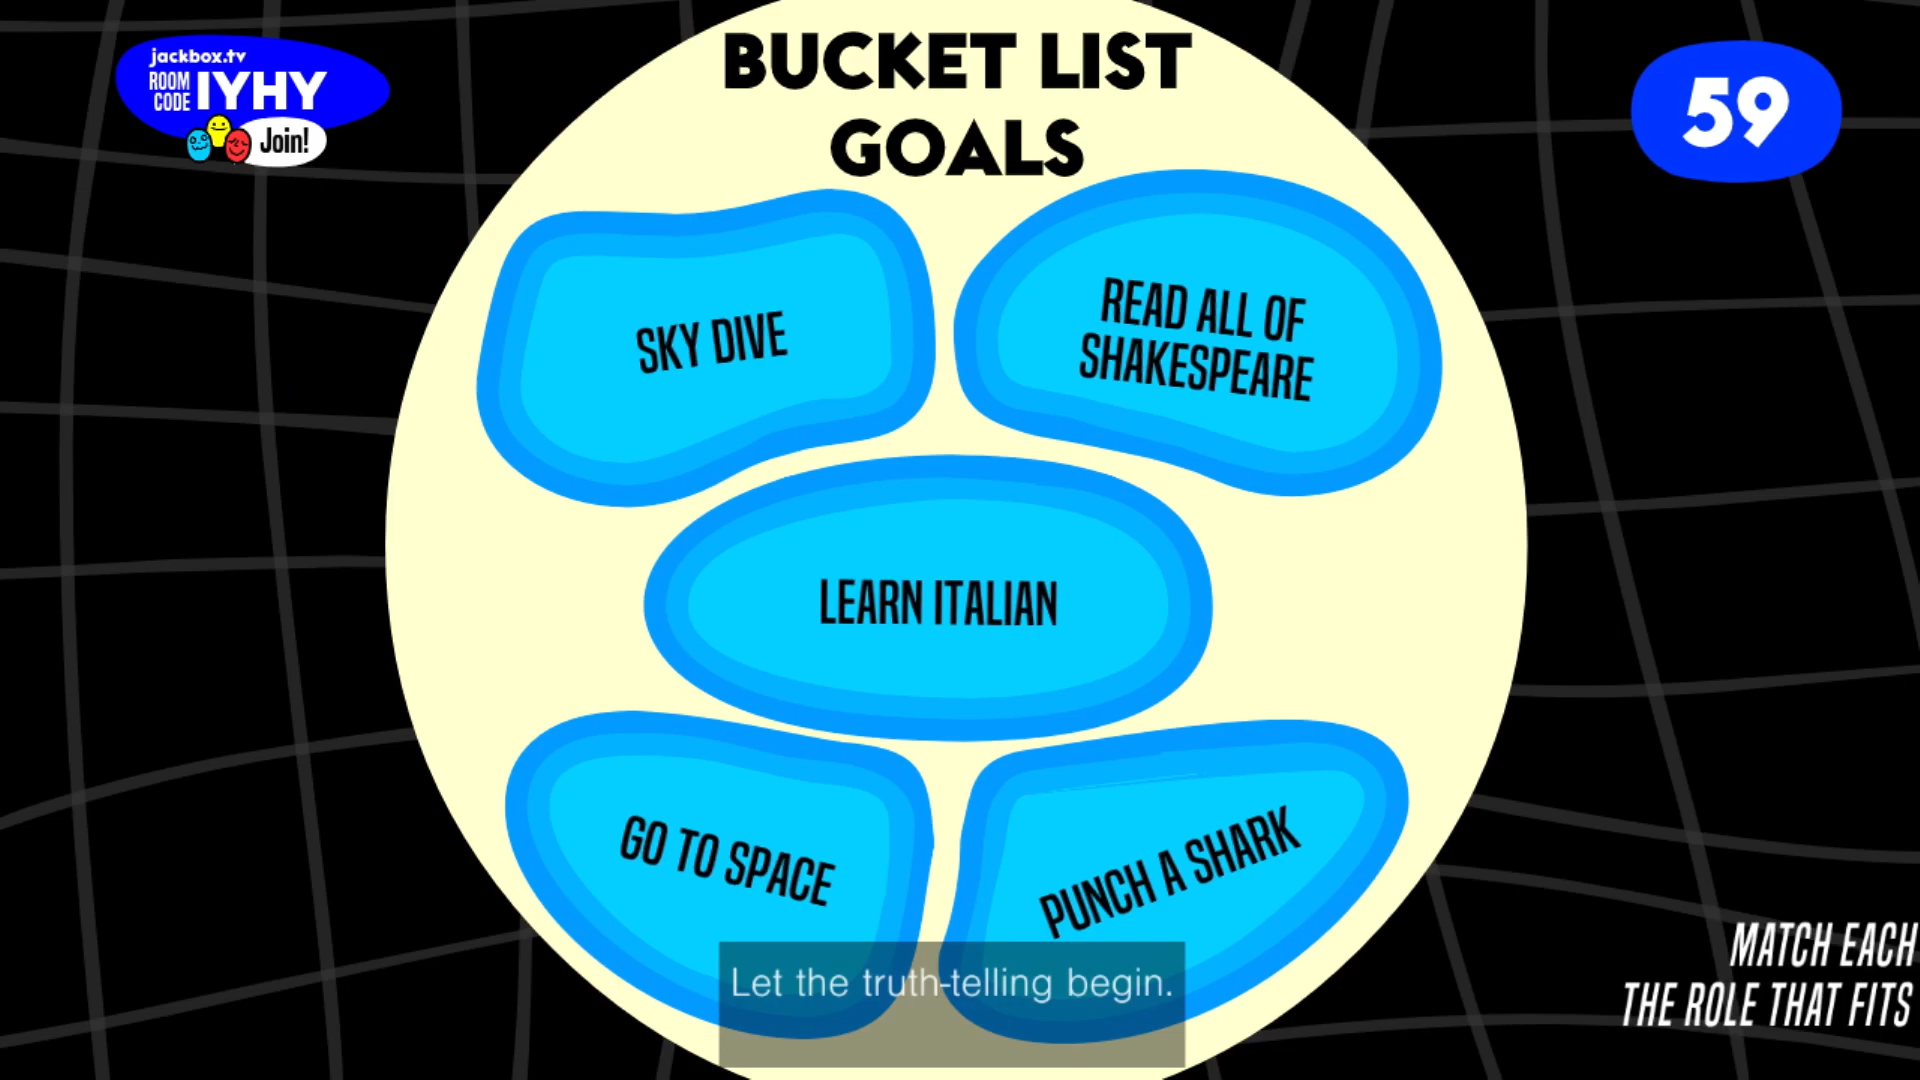 jackbox.tv
ROOM
CODE IYHY
Join!
BUCKET LIST
GOALS
59
SKY DIVE
READ ALL OF
SHAKESPEARE
LEARN ITALIAN
GO TO SPACE
PUNCH A SHARK
Let the truth-telling begin.
MATCH EACH
THE ROLE THAT FITS